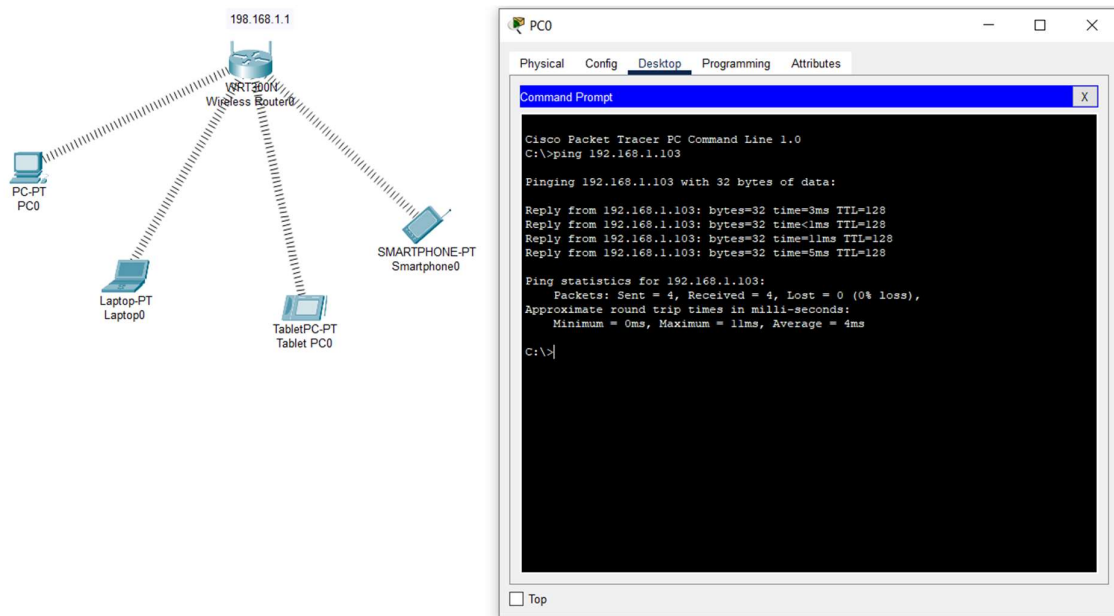 198.168.1.1
WRT300N
Wireless Router0
PC-PT
PC0
Laptop-PT
Laptop0
TabletPC-PT
Tablet PC0
SMARTPHONE-PT
Smartphone0
PC0
Physical Config Desktop Programming Attributes
Command Prompt
X
Cisco Packet Tracer PC Command Line 1.0
C:\>ping 192.168.1.103
Pinging 192.168.1.103 with 32 bytes of data:
Reply from 192.168.1.103: bytes=32 time=3ms TTL=128
Reply from 192.168.1.103: bytes=32 time<1ms TTL=128
Reply from 192.168.1.103: bytes=32 time=11ms TTL=128
Reply from 192.168.1.103: bytes=32 time=5ms TTL=128
Ping statistics for 192.168.1.103:
Packets: Sent = 4, Received = 4, Lost = 0 (0% loss),
Approximate round trip times in milli-seconds:
Minimum = 0ms, Maximum = 11ms, Average = 4ms
C:\>
Top